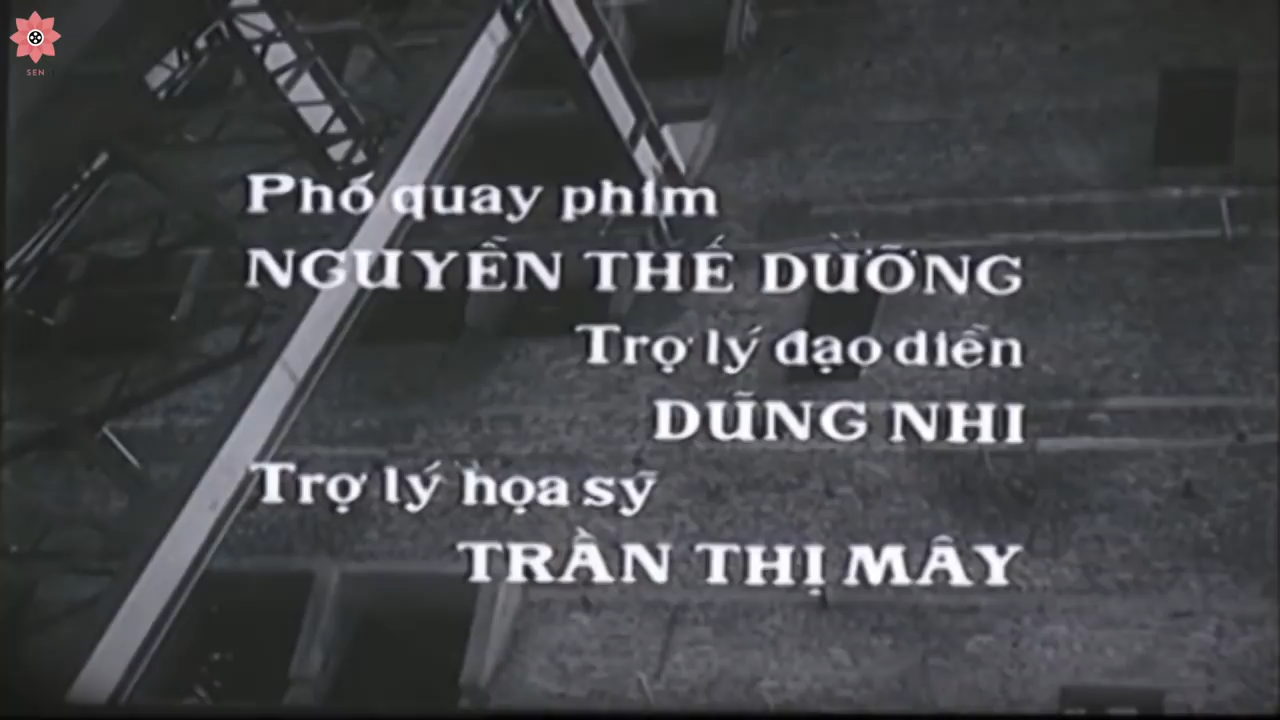 SEN
Phó quay phim
NGUYỄN THẾ DƯỠNG
Trợ lý đạo diễn
DŨNG NHI
Trợ lý họa sỹ
TRẦN THỊ MÂY